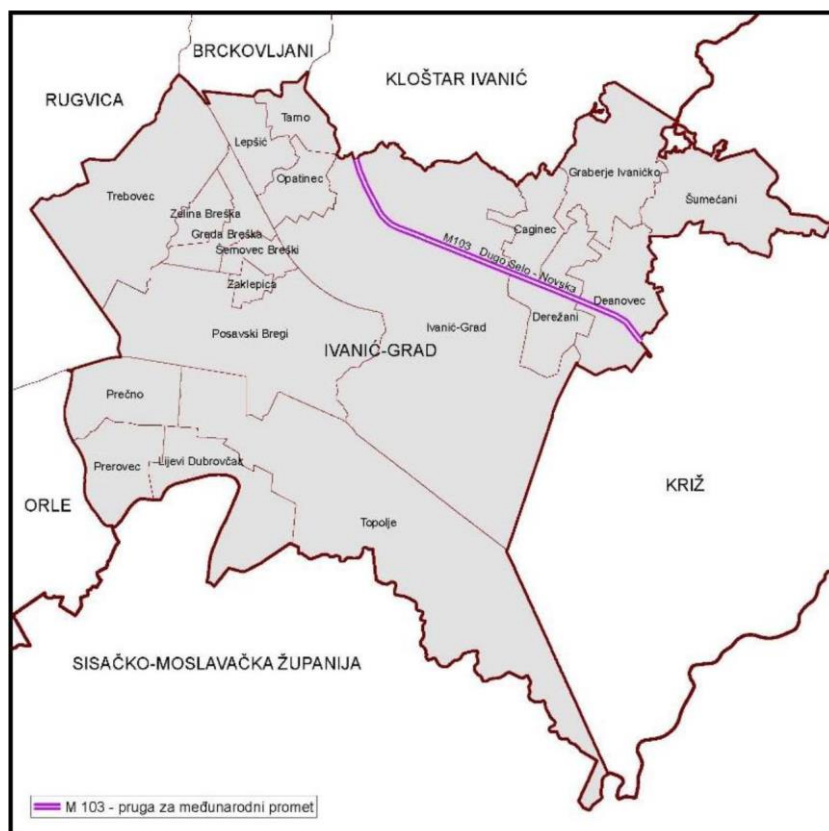 BRCKOVLJANI
KLOŠTAR IVANIĆ
RUGVICA
Tarno
Lepšić
Opatinec
Graberje Ivaničko
Šumećani
Trebovec
Zelina Breška
Greda Breška
Caginec
Šemovec Breški
M103 Dugo Selo - Novska
Zaklepica
Deanovec
Posavski Bregi
Ivanić-Grad
Derežani
IVANIĆ-GRAD
Prečno
Prerovec
Lijevi Dubrovčak
KRIŽ
ORLE
Topolje
SISAČKO-MOSLAVAČKA ŽUPANIJA
M 103 - pruga za međunarodni promet